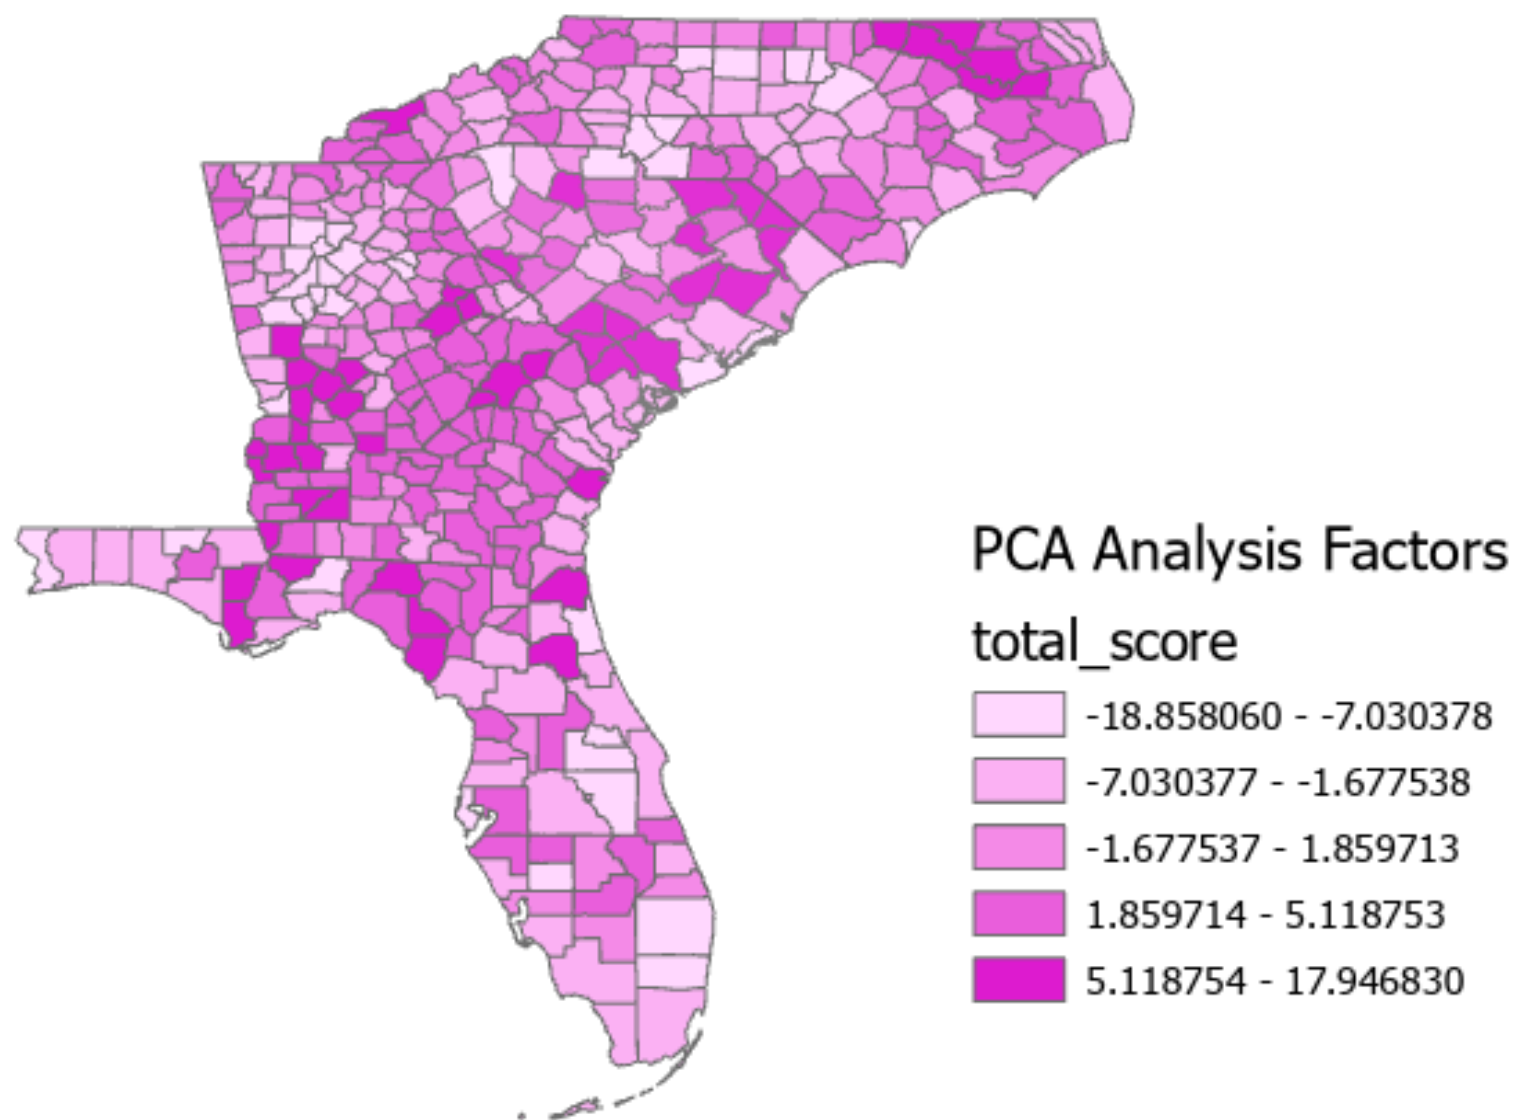 PCA Analysis Factors
total_score
-18.858060 - -7.030378
-7.030377 - -1.677538
-1.677537 - 1.859713
1.859714 - 5.118753
5.118754 - 17.946830